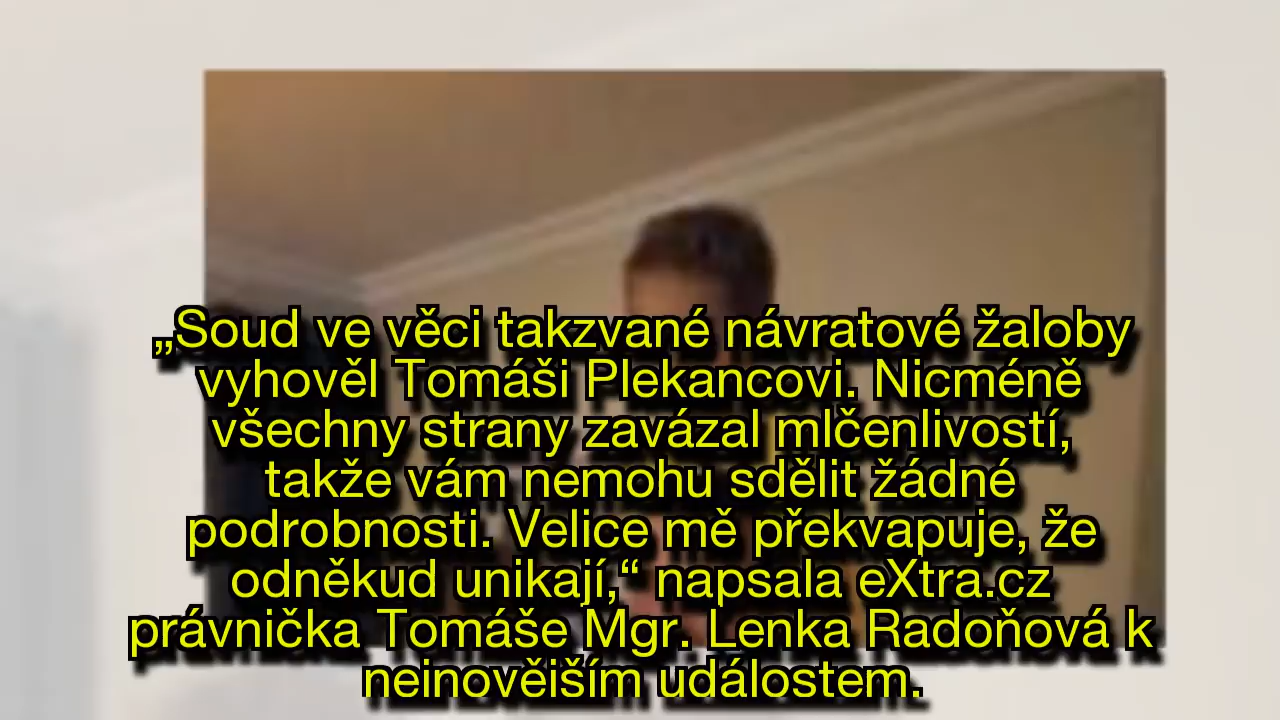 „Soud ve věci takzvané návratové žaloby
vyhověl Tomáši Plekancovi. Nicméně
všechny strany zavázal mlčenlivostí,
takže vám nemohu sdělit žádné
podrobnosti. Velice mě překvapuje, že
odněkud unikají,“ napsala eXtra.cz
právnička Tomáše Mgr. Lenka Radoňová k
nejnovějším událostem.